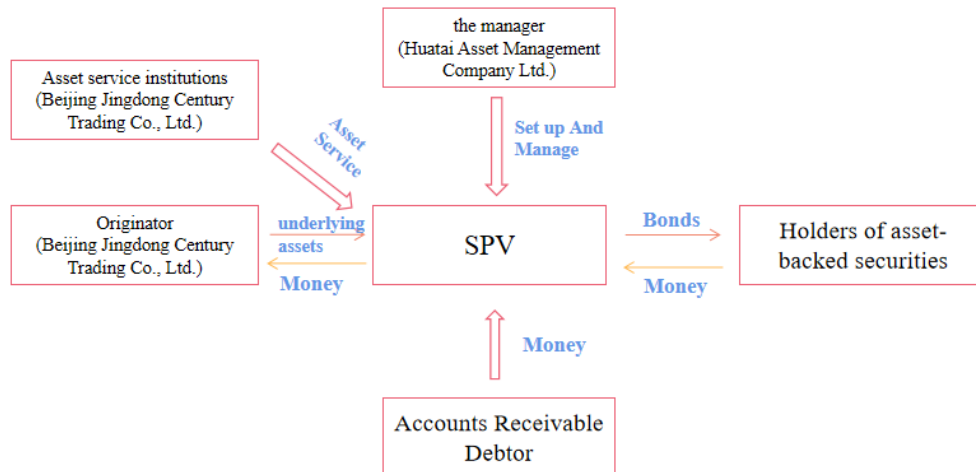 the manager
(Huatai Asset Management
Company Ltd.)
Asset service institutions
(Beijing Jingdong Century
Trading Co., Ltd.)
Asset
Service
Set up And
Manage
Originator
(Beijing Jingdong Century
Trading Co., Ltd.)
underlying
assets
Money
SPV
Bonds
Money
Holders of asset-
backed securities
Money
Accounts Receivable
Debtor